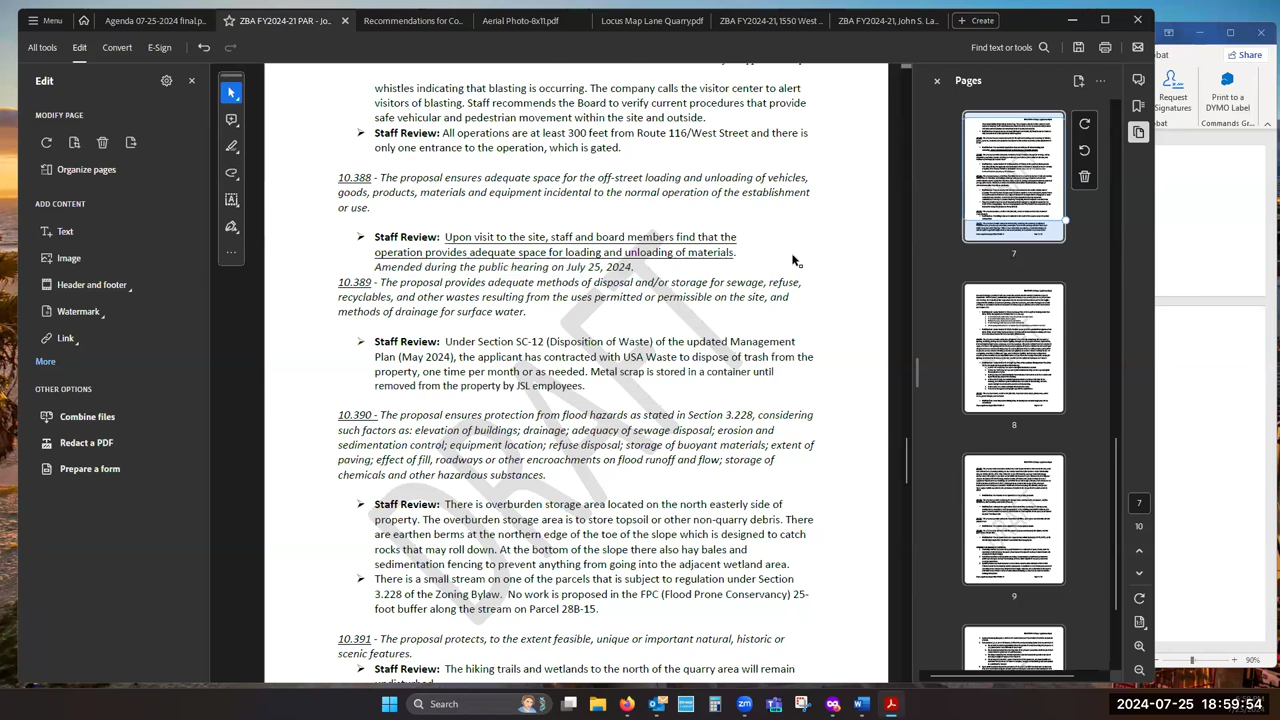 Menu
Agenda 07-25-2024 final.p...
ZBA FY2024-21 PAR - Jo...
Recommendations for Co...
Aerial Photo-8x11.pdf
Locus Map Lane Quarry.pdf
ZBA FY2024-21, 1550 West ...
ZBA FY2024-21, John S. La...
Create
All tools
Edit
Convert
E-Sign
Find text or tools
Share
Edit
MODIFY PAGE
Organize pages
ADD CONTENT
Text
Image
Header and footer
Watermark
Link
More
OTHER OPTIONS
Combine files
Redact a PDF
Prepare a form
whistles indicating that blasting is occurring. The company calls the visitor center to alert
visitors of blasting. Staff recommends the Board to verify current procedures that provide
safe vehicular and pedestrian movement within the site and outside.
Staff Review: All operations are at least 300 feet from Route 116/West Street and there is
only one entrance to the operation, which is gated.
10.388 - The proposal ensures adequate space for the off-street loading and unloading of vehicles,
goods, products, materials and equipment incidental to the normal operation of the establishment
or use.
Staff Review: Upon visit to the site, Staff and Board members find that the
operation provides adequate space for loading and unloading of materials.
Amended during the public hearing on July 25, 2024.
10.389 - The proposal provides adequate methods of disposal and/or storage for sewage, refuse,
recyclables, and other wastes resulting from the uses permitted or permissible on the site, and
methods of drainage for surface water.
Staff Review: Under Section SC-12 (Disposition of Waste) of the updated Management
Plan (May 2024), the applicant has contracted with USA Waste to dispose of trash from the
property, one time per month or as needed. Metal scrap is stored in a container until
removed from the property by JSL employees.
10.390 - The proposal ensures protection from flood hazards as stated in Section 3.228, considering
such factors as: elevation of buildings; drainage; adequacy of sewage disposal; erosion and
sedimentation control; equipment location; refuse disposal; storage of buoyant materials; extent of
paving; effect of fill, roadways or other encroachments on flood runoff and flow; storage of
chemicals and other hazardous substances.
Staff Review: There is overburden storage area located on the north easterly side of
property. The overburden storage area is to store topsoil or other non-quarry debris. There
are earthen berms at the northern end of the toe of the slope which is designed to catch
rocks that may roll down. At the bottom of the slope there also hay bales and
sedimentation fencing to prevent anything from going into the adjacent wetland area.
There is a small stream on one of the parcels that is subject to regulation under Section
3.228 of the Zoning Bylaw. No work is proposed in the FPC (Flood Prone Conservancy) 25-
foot buffer along the stream on Parcel 28B-15.
10.391 - The proposal protects, to the extent feasible, unique or important natural, historic or
scenic features.
Staff Review: The hiking trails and vernal pool to the north of the quarry will remain
undisturbed.
Pages
7
8
9
7
10
obat
Share
Request
Signatures
Print to a
DYMO Label
obat
Commands Gr...
90%
Search
2024-07-25 18:59:54